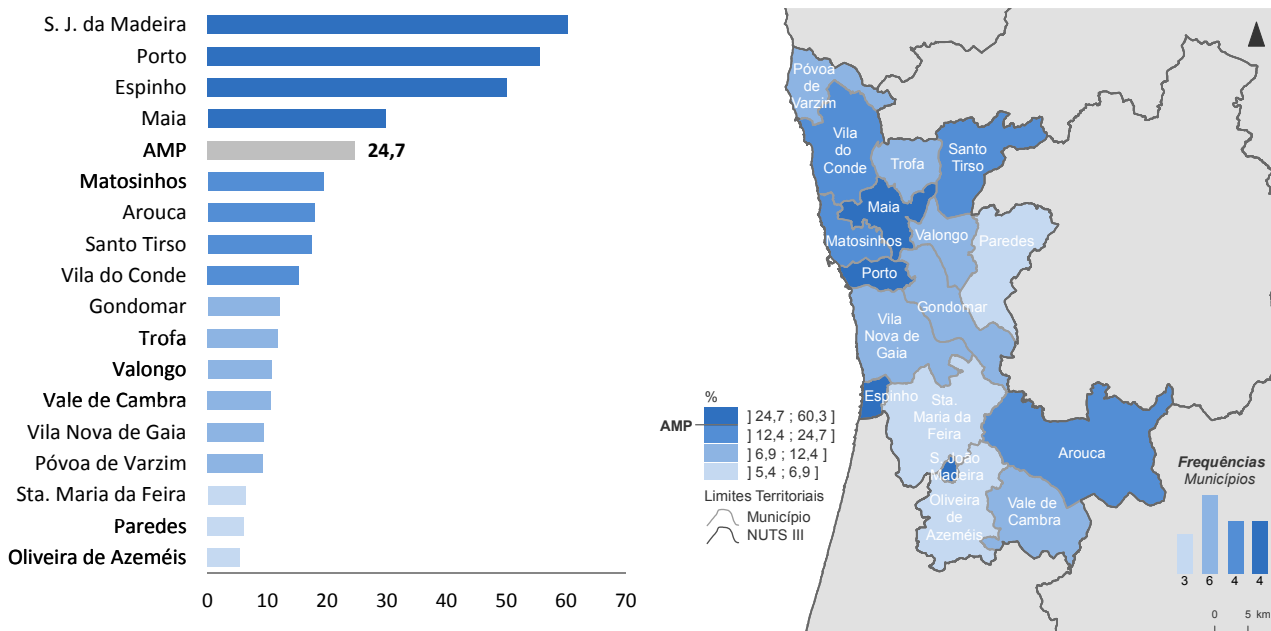 S. J. da Madeira
Porto
Espinho
Maia
AMP
24,7
Matosinhos
Arouca
Santo Tirso
Vila do Conde
Gondomar
Trofa
Valongo
Vale de Cambra
Vila Nova de Gaia
Póvoa de Varzim
Sta. Maria da Feira
Paredes
Oliveira de Azeméis
0 10 20 30 40 50 60 70
Póvoa
de
Varzim
Vila
do
Conde
Trofa
Santo
Tirso
Maia
Matosinhos
Valongo
Paredes
Porto
Gondomar
Vila
Nova de
Gaia
Espinho
Sta.
Maria da
Feira
S. João
Madeira
Arouca
Oliveira
de
Azeméis
Vale de
Cambra
%
AMP
] 24,7 ; 60,3 ]
] 12,4 ; 24,7 ]
] 6,9 ; 12,4 ]
] 5,4 ; 6,9 ]
Limites Territoriais
Município
NUTS III
Frequências
Municípios
3 6 4 4
0 5 km